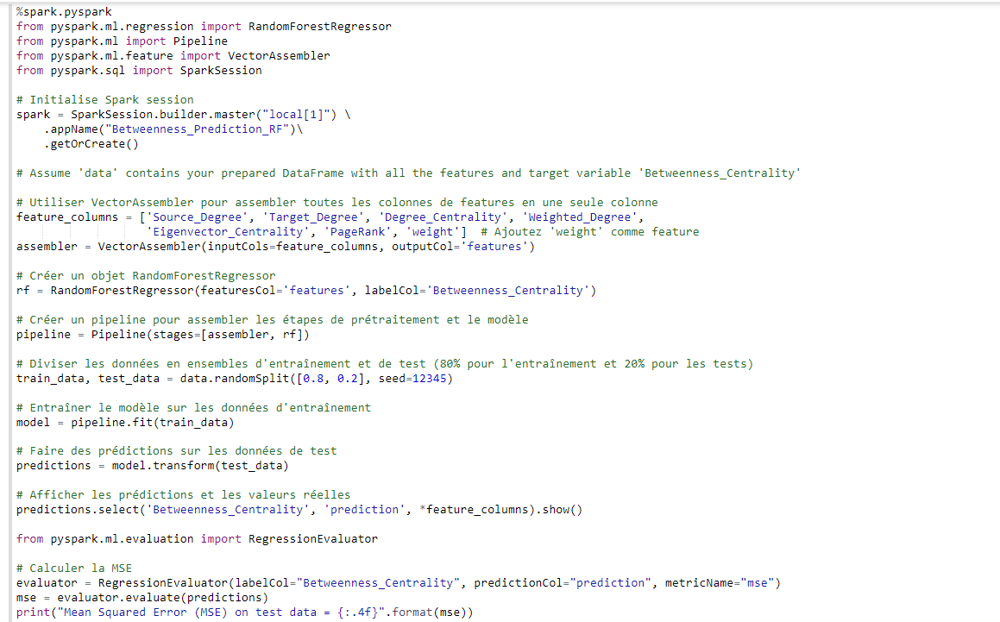 %spark.pyspark
from pyspark.ml.regression import RandomForestRegressor
from pyspark.ml import Pipeline
from pyspark.ml.feature import VectorAssembler
from pyspark.sql import SparkSession
# Initialise Spark session
spark = SparkSession.builder.master("local[1]") \
    .appName("Betweenness_Prediction_RF")\
    .getOrCreate()
# Assume 'data' contains your prepared DataFrame with all the features and target variable 'Betweenness_Centrality'
# Utiliser VectorAssembler pour assembler toutes les colonnes de features en une seule colonne
feature_columns = ['Source_Degree', 'Target_Degree', 'Degree_Centrality', 'Weighted_Degree',
                   'Eigenvector_Centrality', 'PageRank', 'weight']  # Ajoutez 'weight' comme feature
assembler = VectorAssembler(inputCols=feature_columns, outputCol='features')
# Créer un objet RandomForestRegressor
rf = RandomForestRegressor(featuresCol='features', labelCol='Betweenness_Centrality')
# Créer un pipeline pour assembler les étapes de prétraitement et le modèle
pipeline = Pipeline(stages=[assembler, rf])
# Diviser les données en ensembles d'entraînement et de test (80% pour l'entraînement et 20% pour les tests)
train_data, test_data = data.randomSplit([0.8, 0.2], seed=12345)
# Entraîner le modèle sur les données d'entraînement
model = pipeline.fit(train_data)
# Faire des prédictions sur les données de test
predictions = model.transform(test_data)
# Afficher les prédictions et les valeurs réelles
predictions.select('Betweenness_Centrality', 'prediction', *feature_columns).show()
from pyspark.ml.evaluation import RegressionEvaluator
# Calculer la MSE
evaluator = RegressionEvaluator(labelCol="Betweenness_Centrality", predictionCol="prediction", metricName="mse")
mse = evaluator.evaluate(predictions)
print("Mean Squared Error (MSE) on test data = {:.4f}".format(mse))